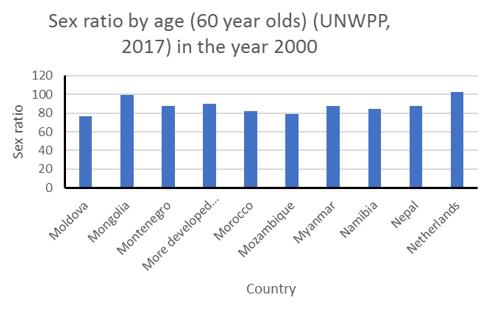 Sex ratio by age (60 year olds) (UNWPP,
2017) in the year 2000
120
100
80
60
40
20
0
Sex ratio
Moldova
Mongolia
Montenegro
More developed…
Morocco
Mozambique
Myanmar
Namibia
Nepal
Netherlands
Country